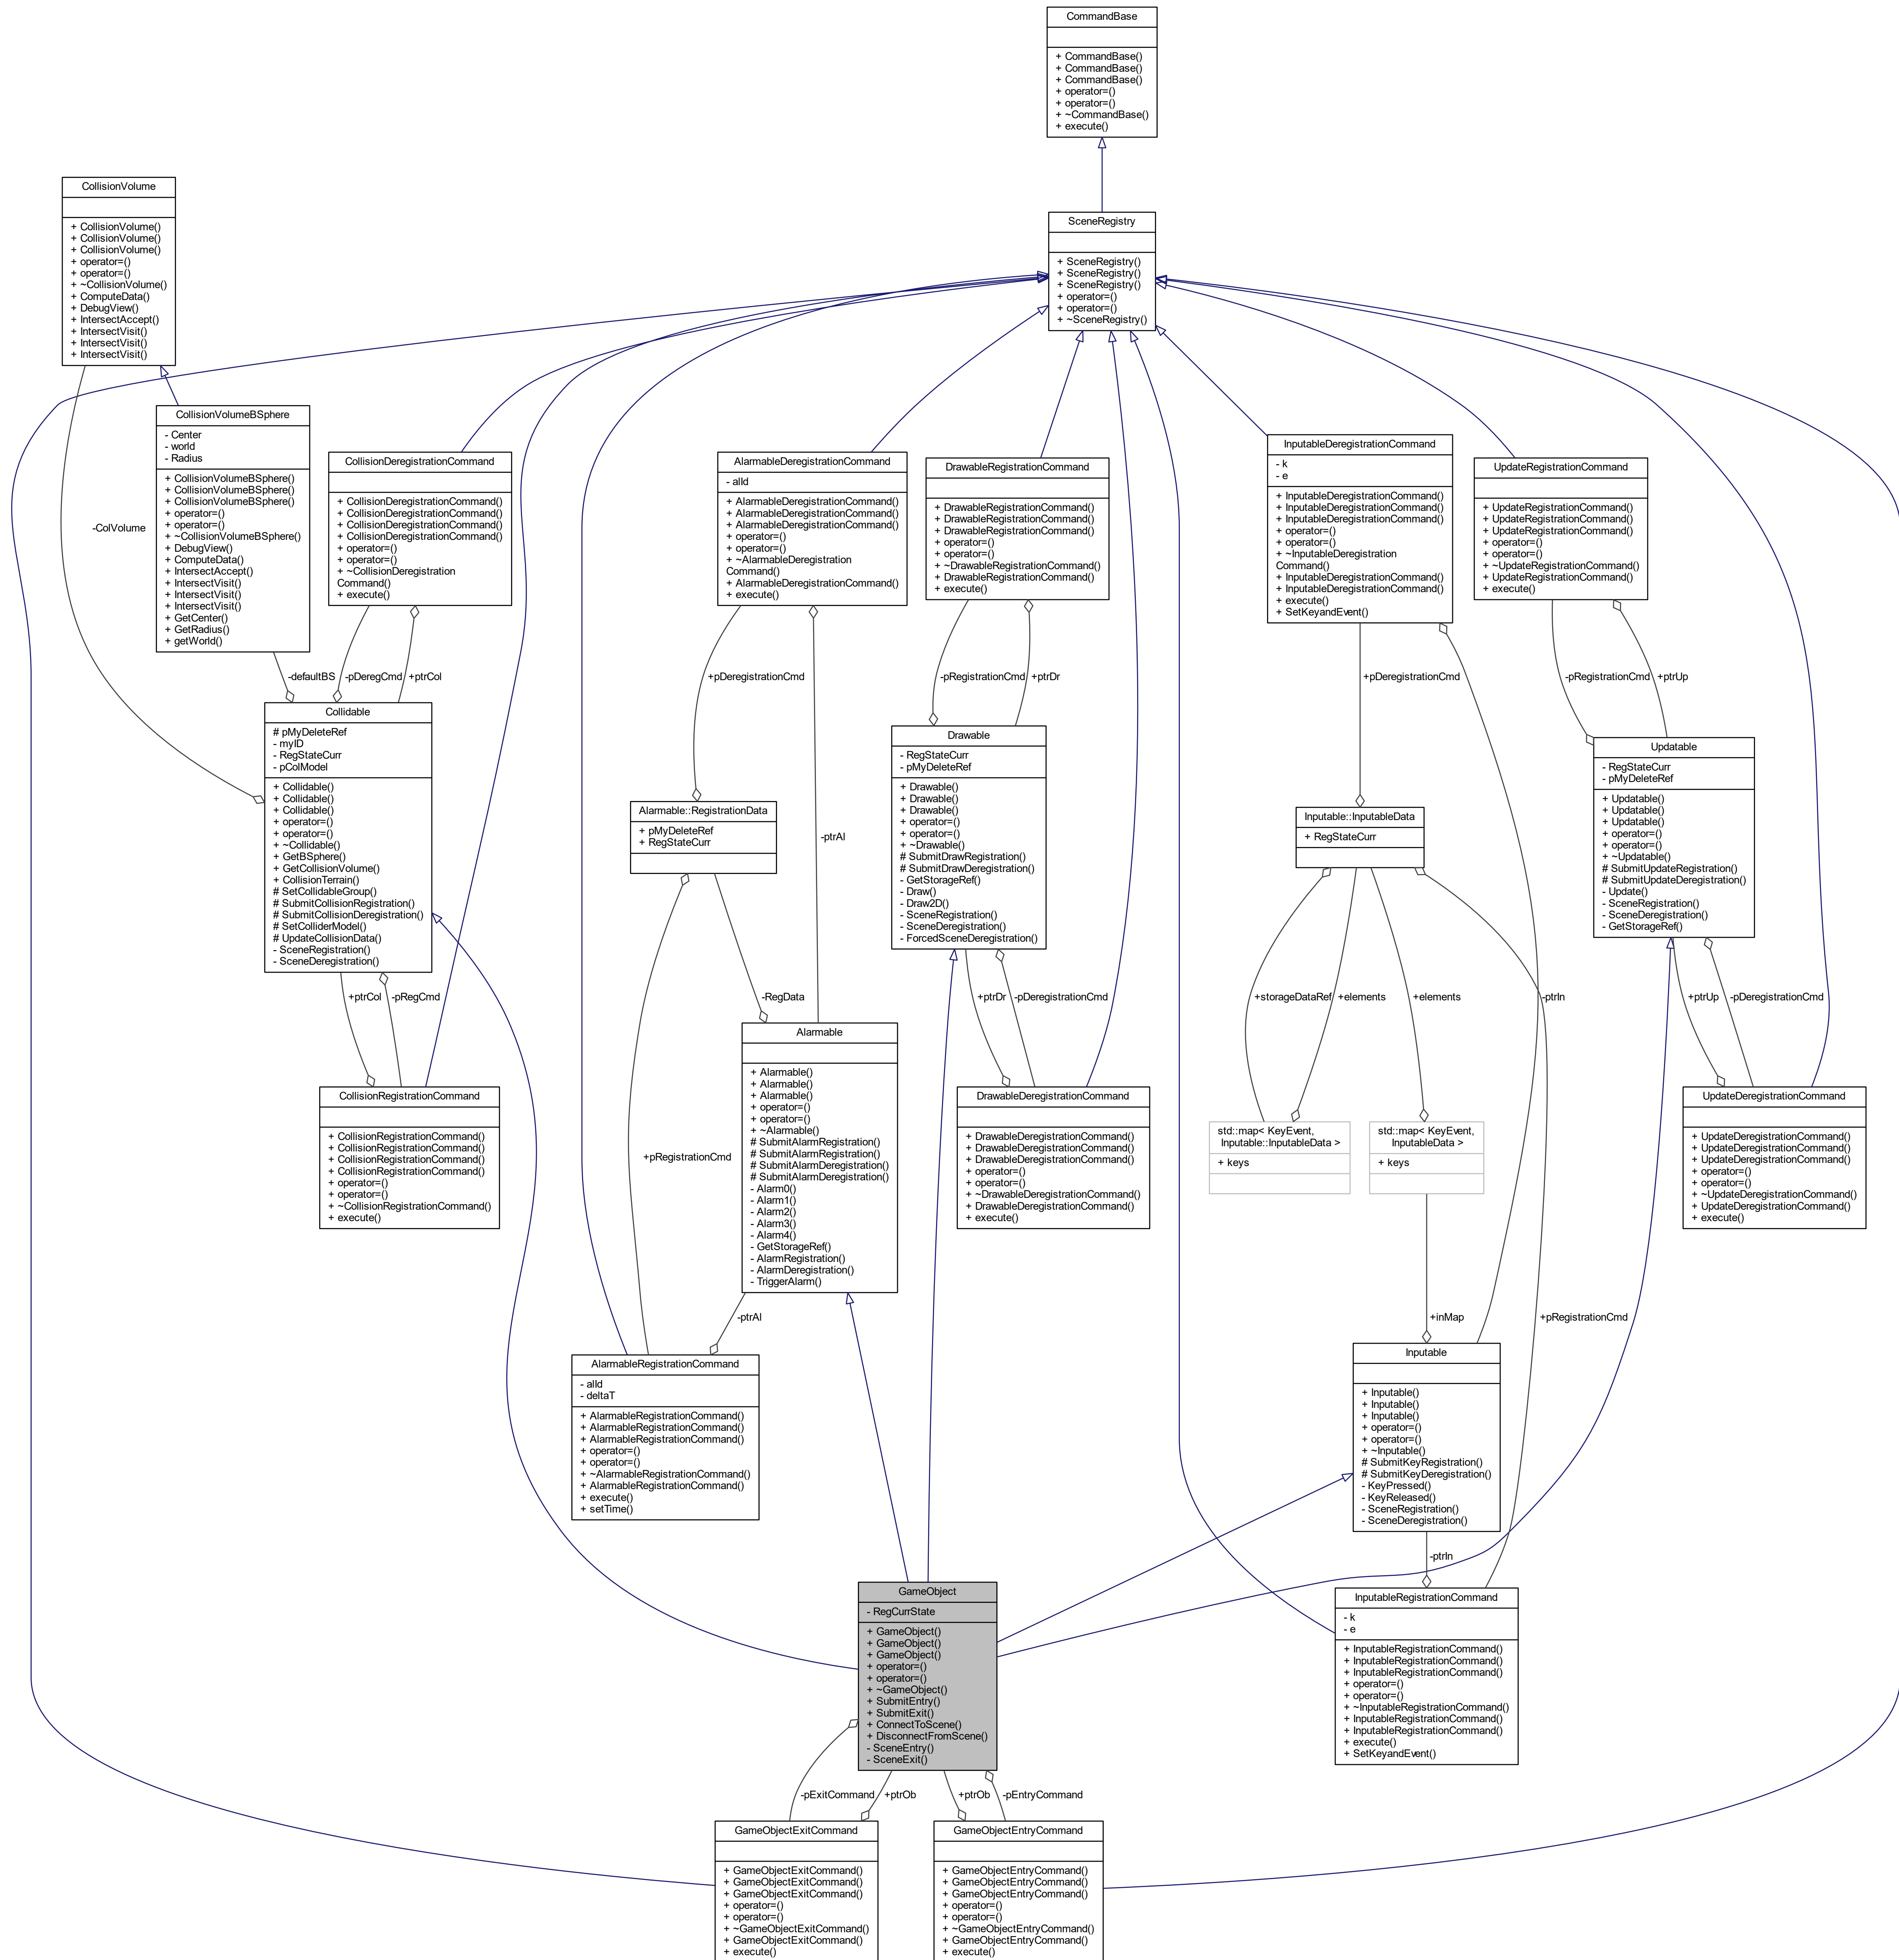 CommandBase
+ CommandBase()
+ CommandBase()
+ CommandBase()
+ operator=()
+ operator=()
+ ~CommandBase()
+ execute()
CollisionVolume
+ CollisionVolume()
+ CollisionVolume()
+ CollisionVolume()
+ operator=()
+ operator=()
+ ~CollisionVolume()
+ ComputeData()
+ DebugView()
+ IntersectAccept()
+ IntersectVisit()
+ IntersectVisit()
+ IntersectVisit()
SceneRegistry
+ SceneRegistry()
+ SceneRegistry()
+ SceneRegistry()
+ operator=()
+ operator=()
+ ~SceneRegistry()
CollisionVolumeBSphere
- Center
- world
- Radius
+ CollisionVolumeBSphere()
+ CollisionVolumeBSphere()
+ CollisionVolumeBSphere()
+ operator=()
+ operator=()
+ ~CollisionVolumeBSphere()
+ DebugView()
+ ComputeData()
+ IntersectAccept()
+ IntersectVisit()
+ IntersectVisit()
+ IntersectVisit()
+ GetCenter()
+ GetRadius()
+ getWorld()
CollisionDeregistrationCommand
+ CollisionDeregistrationCommand()
+ CollisionDeregistrationCommand()
+ CollisionDeregistrationCommand()
+ CollisionDeregistrationCommand()
+ operator=()
+ operator=()
+ ~CollisionDeregistration
Command()
+ execute()
AlarmableDeregistrationCommand
- alId
+ AlarmableDeregistrationCommand()
+ AlarmableDeregistrationCommand()
+ AlarmableDeregistrationCommand()
+ operator=()
+ operator=()
+ ~AlarmableDeregistration
Command()
+ AlarmableDeregistrationCommand()
+ execute()
DrawableRegistrationCommand
+ DrawableRegistrationCommand()
+ DrawableRegistrationCommand()
+ DrawableRegistrationCommand()
+ operator=()
+ operator=()
+ ~DrawableRegistrationCommand()
+ DrawableRegistrationCommand()
+ execute()
InputableDeregistrationCommand
- k
- e
+ InputableDeregistrationCommand()
+ InputableDeregistrationCommand()
+ InputableDeregistrationCommand()
+ operator=()
+ operator=()
+ ~InputableDeregistration
Command()
+ InputableDeregistrationCommand()
+ InputableDeregistrationCommand()
+ execute()
+ SetKeyandEvent()
UpdateRegistrationCommand
+ UpdateRegistrationCommand()
+ UpdateRegistrationCommand()
+ UpdateRegistrationCommand()
+ operator=()
+ operator=()
+ ~UpdateRegistrationCommand()
+ UpdateRegistrationCommand()
+ execute()
-ColVolume
-defaultBS
-pDeregCmd
+ptrCol
+pDeregistrationCmd
-pRegistrationCmd
+ptrDr
+pDeregistrationCmd
-pRegistrationCmd
+ptrUp
Collidable
# pMyDeleteRef
- myID
- RegStateCurr
- pColModel
+ Collidable()
+ Collidable()
+ Collidable()
+ operator=()
+ operator=()
+ ~Collidable()
+ GetBSphere()
+ GetCollisionVolume()
+ CollisionTerrain()
# SetCollidableGroup()
# SubmitCollisionRegistration()
# SubmitCollisionDeregistration()
# SetColliderModel()
# UpdateCollisionData()
- SceneRegistration()
- SceneDeregistration()
Alarmable::RegistrationData
+ pMyDeleteRef
+ RegStateCurr
-ptrAl
Drawable
- RegStateCurr
- pMyDeleteRef
+ Drawable()
+ Drawable()
+ Drawable()
+ operator=()
+ operator=()
+ ~Drawable()
# SubmitDrawRegistration()
# SubmitDrawDeregistration()
- GetStorageRef()
- Draw()
- Draw2D()
- SceneRegistration()
- SceneDeregistration()
- ForcedSceneDeregistration()
Inputable::InputableData
+ RegStateCurr
Updatable
- RegStateCurr
- pMyDeleteRef
+ Updatable()
+ Updatable()
+ Updatable()
+ operator=()
+ operator=()
+ ~Updatable()
# SubmitUpdateRegistration()
# SubmitUpdateDeregistration()
- Update()
- SceneRegistration()
- SceneDeregistration()
- GetStorageRef()
+ptrCol
-pRegCmd
-RegData
+ptrDr
-pDeregistrationCmd
+storageDataRef
+elements
+elements
-ptrIn
+ptrUp
-pDeregistrationCmd
CollisionRegistrationCommand
+ CollisionRegistrationCommand()
+ CollisionRegistrationCommand()
+ CollisionRegistrationCommand()
+ CollisionRegistrationCommand()
+ operator=()
+ operator=()
+ ~CollisionRegistrationCommand()
+ execute()
+pRegistrationCmd
Alarmable
+ Alarmable()
+ Alarmable()
+ Alarmable()
+ operator=()
+ operator=()
+ ~Alarmable()
# SubmitAlarmRegistration()
# SubmitAlarmRegistration()
# SubmitAlarmDeregistration()
# SubmitAlarmDeregistration()
- Alarm0()
- Alarm1()
- Alarm2()
- Alarm3()
- Alarm4()
- GetStorageRef()
- AlarmRegistration()
- AlarmDeregistration()
- TriggerAlarm()
DrawableDeregistrationCommand
+ DrawableDeregistrationCommand()
+ DrawableDeregistrationCommand()
+ DrawableDeregistrationCommand()
+ operator=()
+ operator=()
+ ~DrawableDeregistrationCommand()
+ DrawableDeregistrationCommand()
+ execute()
std::map< KeyEvent,
Inputable::InputableData >
+ keys
std::map< KeyEvent,
InputableData >
+ keys
UpdateDeregistrationCommand
+ UpdateDeregistrationCommand()
+ UpdateDeregistrationCommand()
+ UpdateDeregistrationCommand()
+ operator=()
+ operator=()
+ ~UpdateDeregistrationCommand()
+ UpdateDeregistrationCommand()
+ execute()
-ptrAl
+inMap
+pRegistrationCmd
AlarmableRegistrationCommand
- alId
- deltaT
+ AlarmableRegistrationCommand()
+ AlarmableRegistrationCommand()
+ AlarmableRegistrationCommand()
+ operator=()
+ operator=()
+ ~AlarmableRegistrationCommand()
+ AlarmableRegistrationCommand()
+ execute()
+ setTime()
Inputable
+ Inputable()
+ Inputable()
+ Inputable()
+ operator=()
+ operator=()
+ ~Inputable()
# SubmitKeyRegistration()
# SubmitKeyDeregistration()
- KeyPressed()
- KeyReleased()
- SceneRegistration()
- SceneDeregistration()
-ptrIn
GameObject
- RegCurrState
+ GameObject()
+ GameObject()
+ GameObject()
+ operator=()
+ operator=()
+ ~GameObject()
+ SubmitEntry()
+ SubmitExit()
+ ConnectToScene()
+ DisconnectFromScene()
- SceneEntry()
- SceneExit()
InputableRegistrationCommand
- k
- e
+ InputableRegistrationCommand()
+ InputableRegistrationCommand()
+ InputableRegistrationCommand()
+ operator=()
+ operator=()
+ ~InputableRegistrationCommand()
+ InputableRegistrationCommand()
+ InputableRegistrationCommand()
+ execute()
+ SetKeyandEvent()
-pExitCommand
+ptrOb
+ptrOb
-pEntryCommand
GameObjectExitCommand
+ GameObjectExitCommand()
+ GameObjectExitCommand()
+ GameObjectExitCommand()
+ operator=()
+ operator=()
+ ~GameObjectExitCommand()
+ GameObjectExitCommand()
+ execute()
GameObjectEntryCommand
+ GameObjectEntryCommand()
+ GameObjectEntryCommand()
+ GameObjectEntryCommand()
+ operator=()
+ operator=()
+ ~GameObjectEntryCommand()
+ GameObjectEntryCommand()
+ execute()